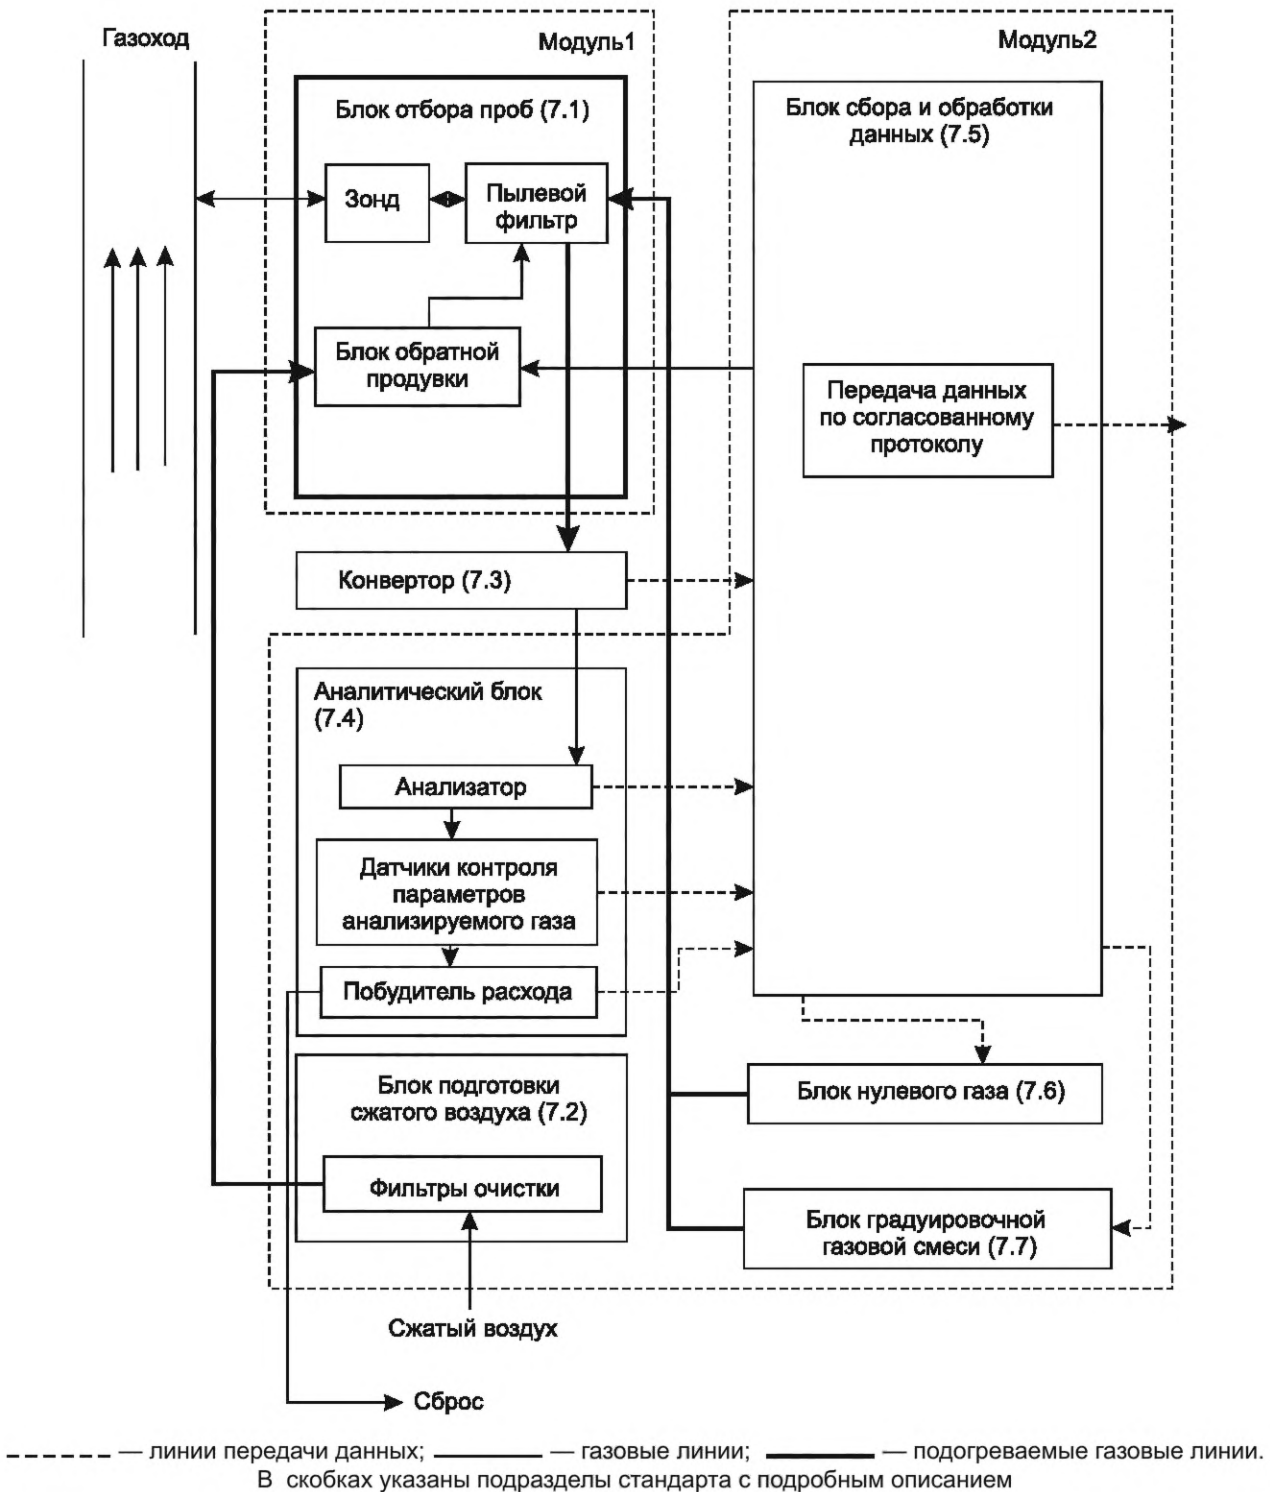 Газоход
Модуль1
Модуль2
Блок отбора проб (7.1)
Блок сбора и обработки
данных (7.5)
Зонд
Пылевой
фильтр
Блок обратной
продувки
Передача данных
по согласованному
протоколу
Конвертор (7.3)
Аналитический блок
(7.4)
Анализатор
Датчики контроля
параметров
анализируемого газа
Побудитель расхода
Блок подготовки
сжатого воздуха (7.2)
Фильтры очистки
Блок нулевого газа (7.6)
Блок градуировочной
газовой смеси (7.7)
Сжатый воздух
Сброс
— линии передачи данных; — газовые линии; — подогреваемые газовые линии.
В скобках указаны подразделы стандарта с подробным описанием